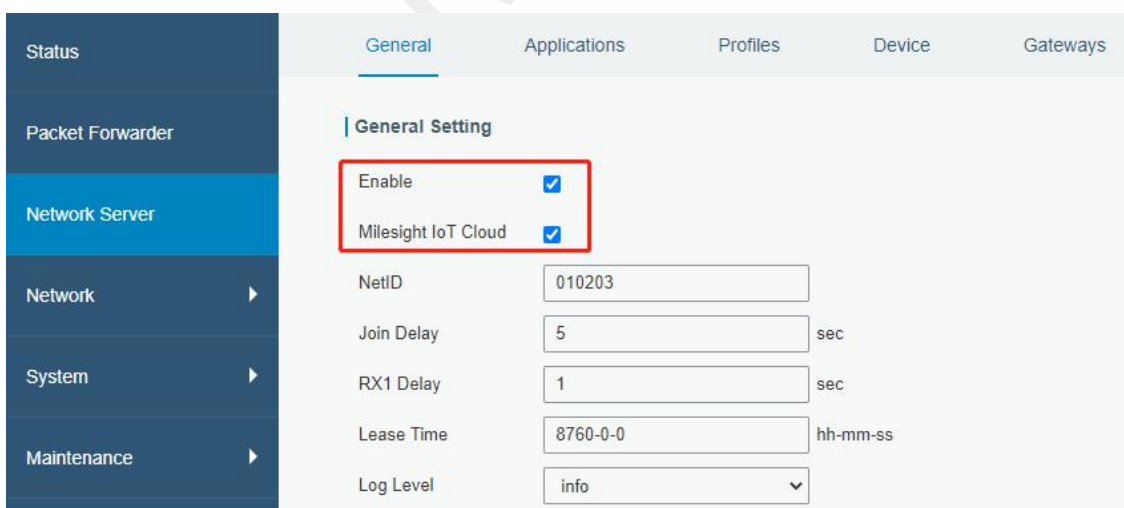 Status
Packet Forwarder
Network Server
Network
System
Maintenance
General Applications Profiles Device Gateways
General Setting
Enable
Milesight IoT Cloud
NetID 010203
Join Delay 5 sec
RX1 Delay 1 sec
Lease Time 8760-0-0 hh-mm-ss
Log Level info